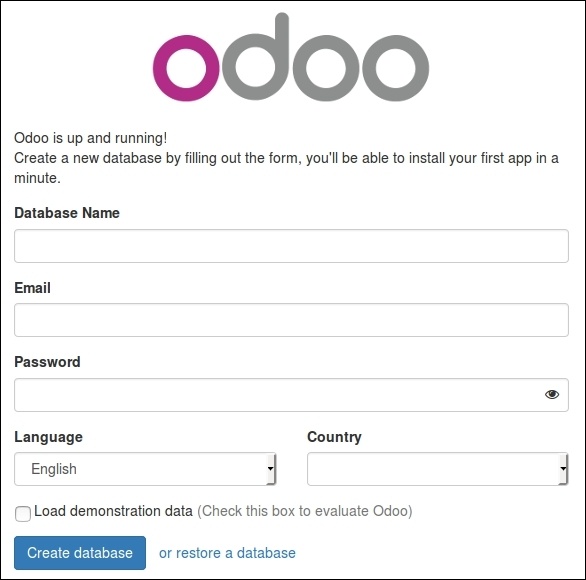 odoo
Odoo is up and running!
Create a new database by filling out the form, you'll be able to install your first app in a
minute.
Database Name
Email
Password
Language Country
English
Load demonstration data (Check this box to evaluate Odoo)
Create database or restore a database